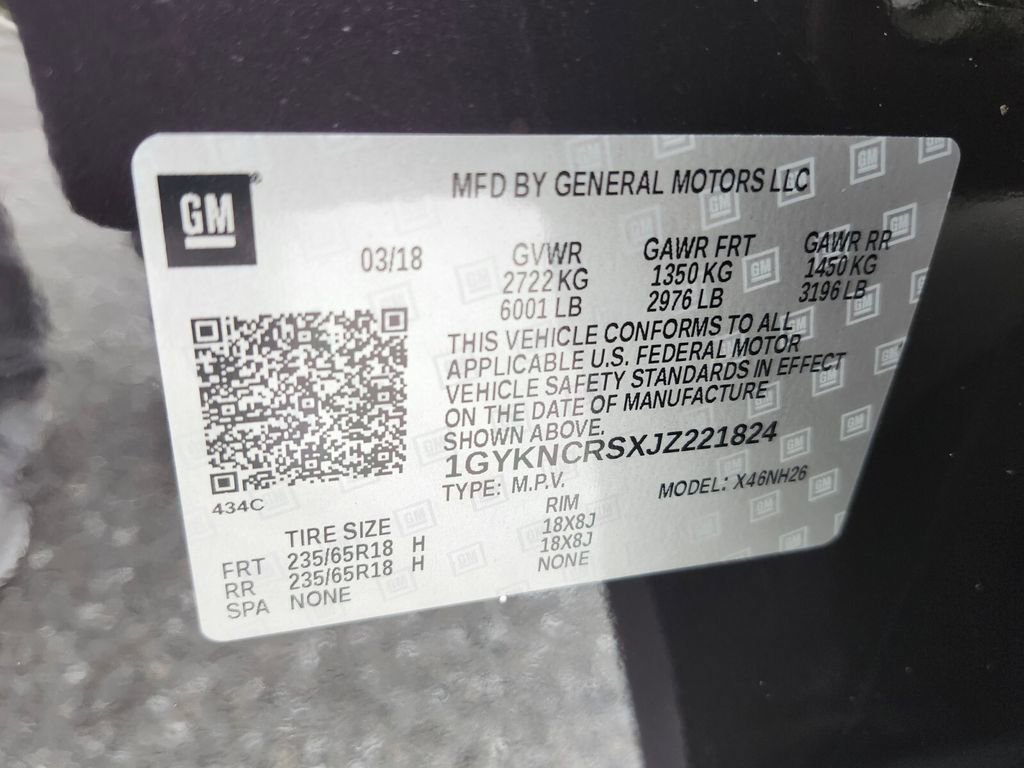 GM
MFD BY GENERAL MOTORS LLC
03/18
GVWR GAWR FRT GAWR RR
2722 KG 1350 KG 1450 KG
6001 LB 2976 LB 3196 LB
THIS VEHICLE CONFORMS TO ALL
APPLICABLE U.S. FEDERAL MOTOR
VEHICLE SAFETY STANDARDS IN EFFECT
ON THE DATE OF MANUFACTURE
SHOWN ABOVE.
1GYKNCRSXJZ221824
TYPE: M.P.V. MODEL: X46NH26
434C
TIRE SIZE RIM
FRT 235/65R18 H 18X8J
RR 235/65R18 H 18X8J
SPA NONE NONE